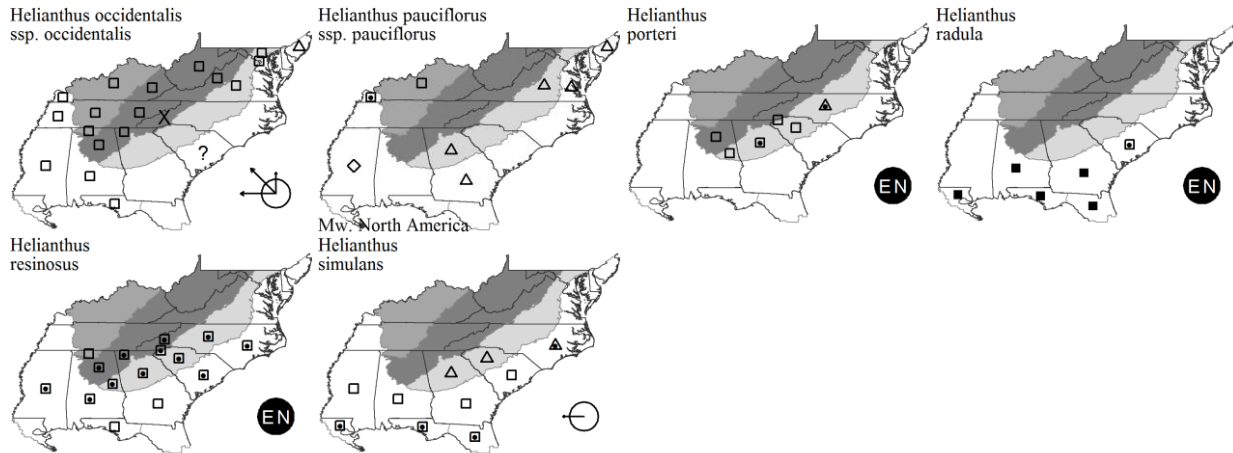 Helianthus occidentalis
ssp. occidentalis
X
?
Helianthus pauciflorus
ssp. pauciflorus
Mw. North America
Helianthus
porteri
EN
Helianthus
radula
EN
Helianthus
resinosus
EN
Helianthus
simulans